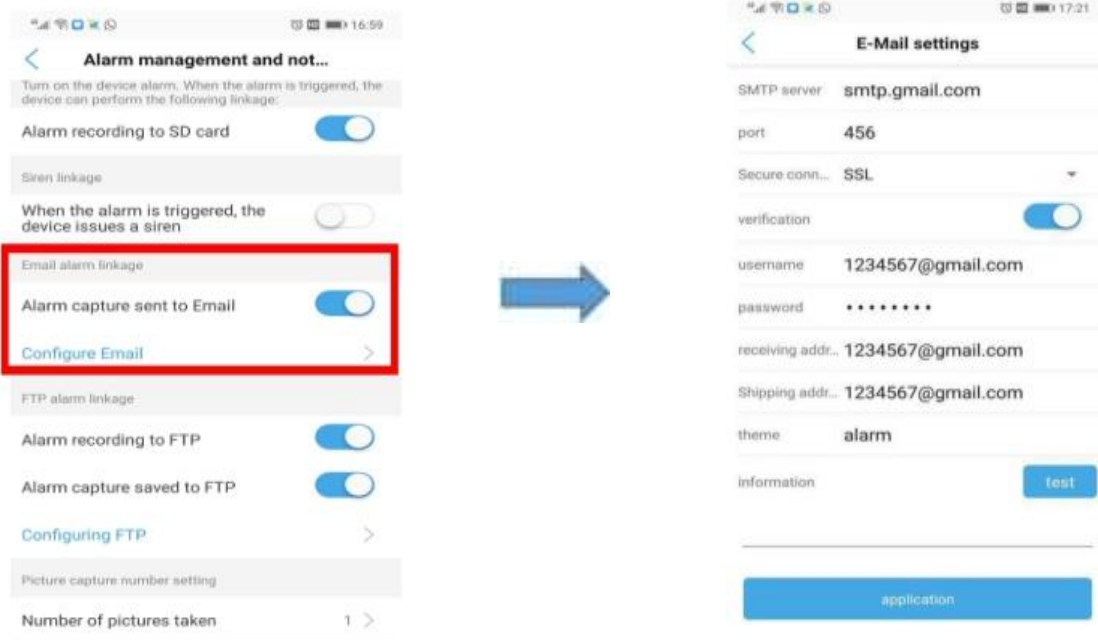 16:59
Alarm management and not...
Turn on the device alarm. When the alarm is triggered, the
device can perform the following linkage:
Alarm recording to SD card
Siren linkage
When the alarm is triggered, the
device issues a siren
Email alarm linkage
Alarm capture sent to Email
Configure Email
FTP alarm linkage
Alarm recording to FTP
Alarm capture saved to FTP
Configuring FTP
Picture capture number setting
Number of pictures taken 1
17:21
E-Mail settings
SMTP server smtp.gmail.com
port 456
Secure conn... SSL
verification
username 1234567@gmail.com
password ••••••••
receiving addr... 1234567@gmail.com
Shipping addr... 1234567@gmail.com
theme alarm
information test
application